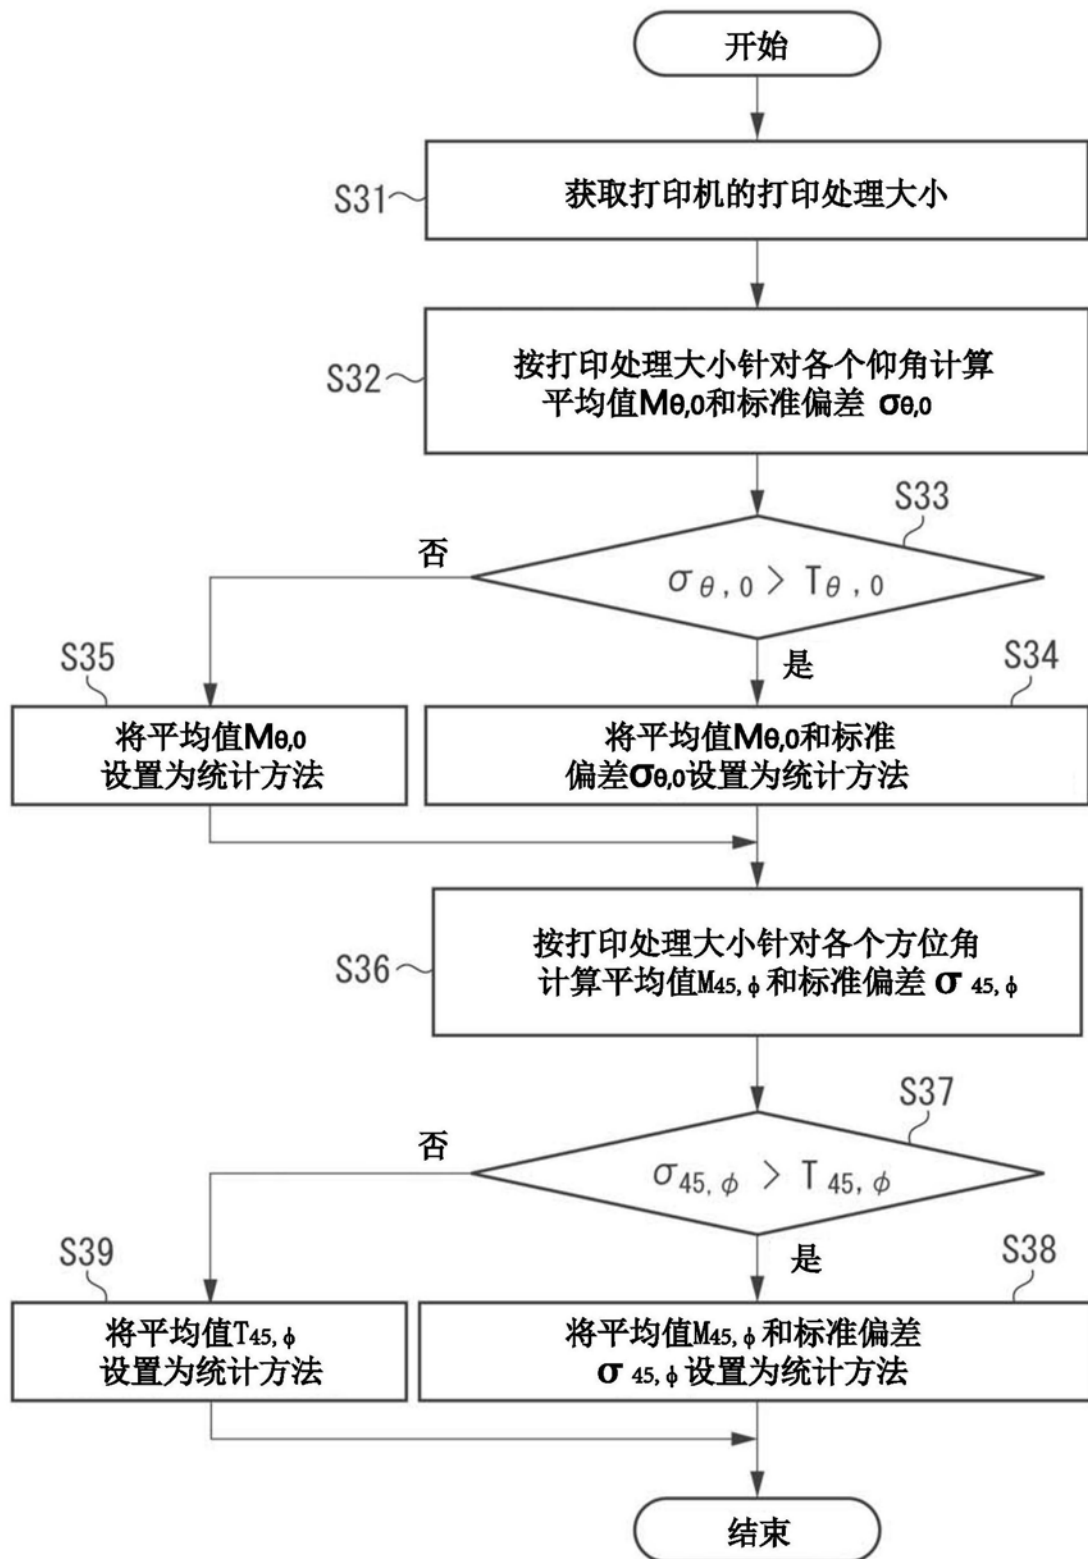 开始
S31
获取打印机的打印处理大小
S32
按打印处理大小针对各个仰角计算
平均值Mθ,0和标准偏差 σθ,0
S33
否
σθ,0 > Tθ,0
是
S35
S34
将平均值Mθ,0
设置为统计方法
将平均值Mθ,0和标准
偏差σθ,0设置为统计方法
S36
按打印处理大小针对各个方位角
计算平均值M45,ϕ和标准偏差 σ 45,ϕ
S37
否
σ45,ϕ > T45,ϕ
是
S39
S38
将平均值T45,ϕ
设置为统计方法
将平均值M45,ϕ和标准偏差
σ 45,ϕ设置为统计方法
结束